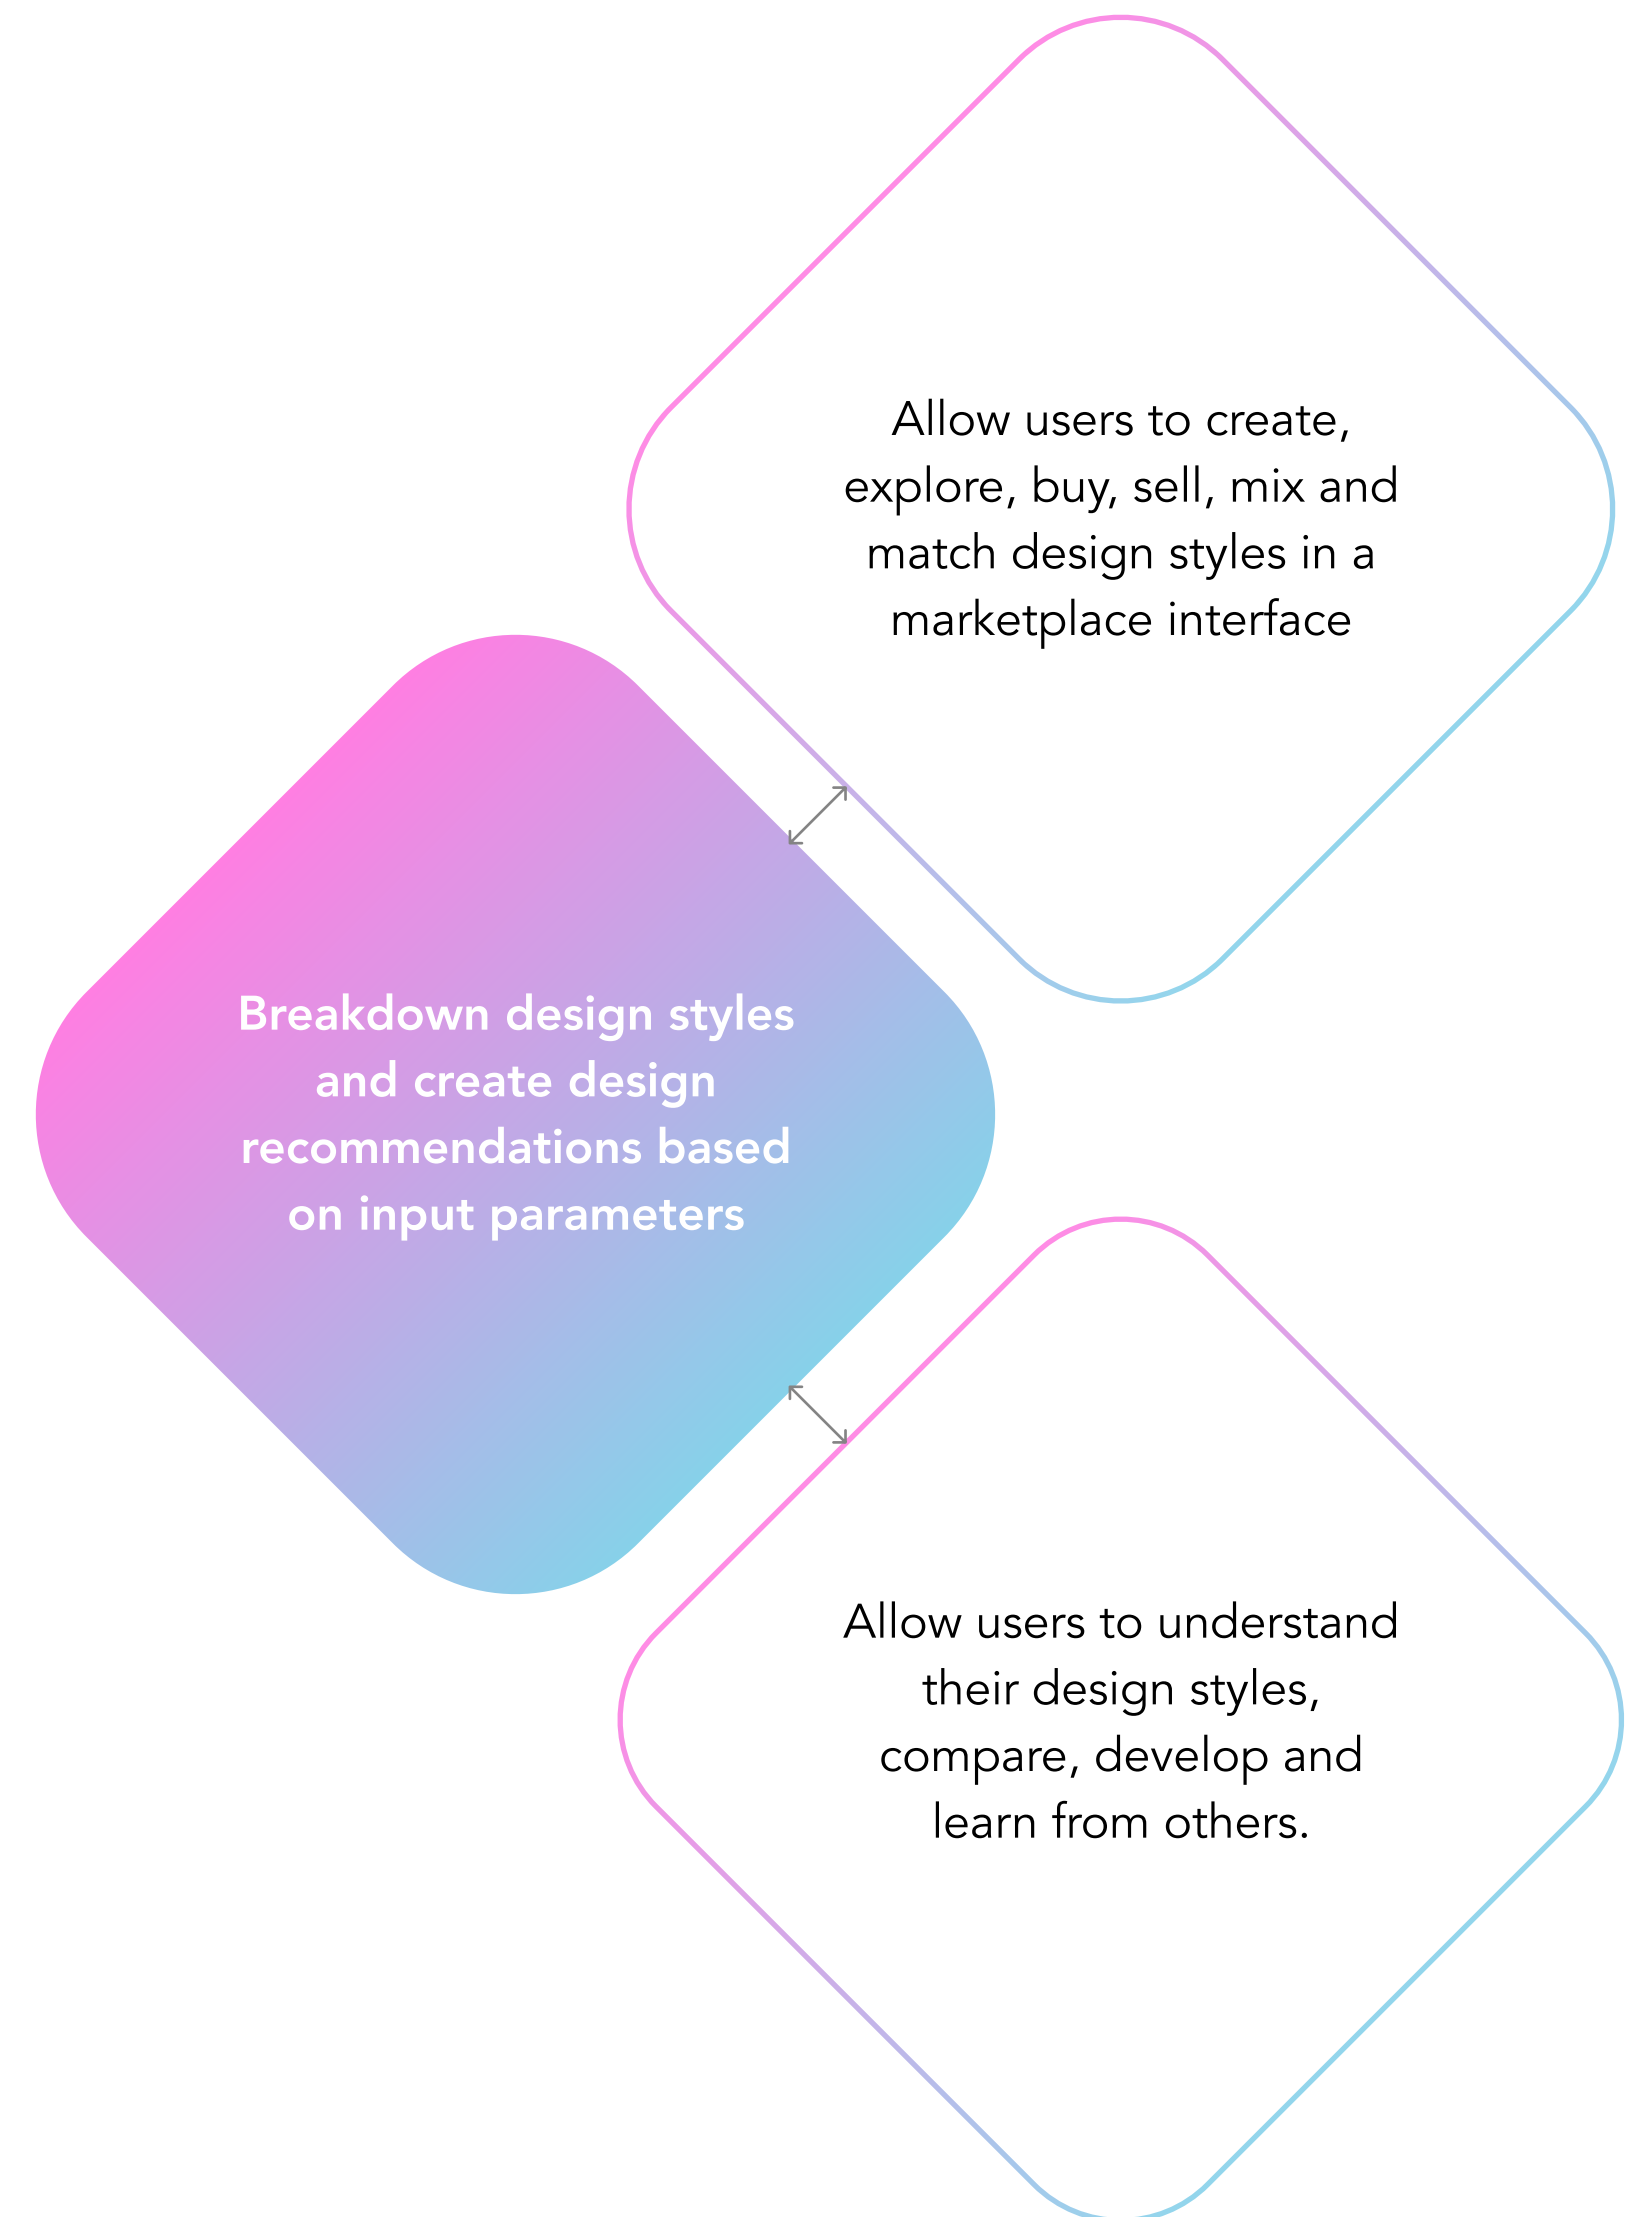 Allow users to create,
explore, buy, sell, mix and
match design styles in a
marketplace interface
Breakdown design styles
and create design
recommendations based
on input parameters
Allow users to understand
their design styles,
compare, develop and
learn from others.